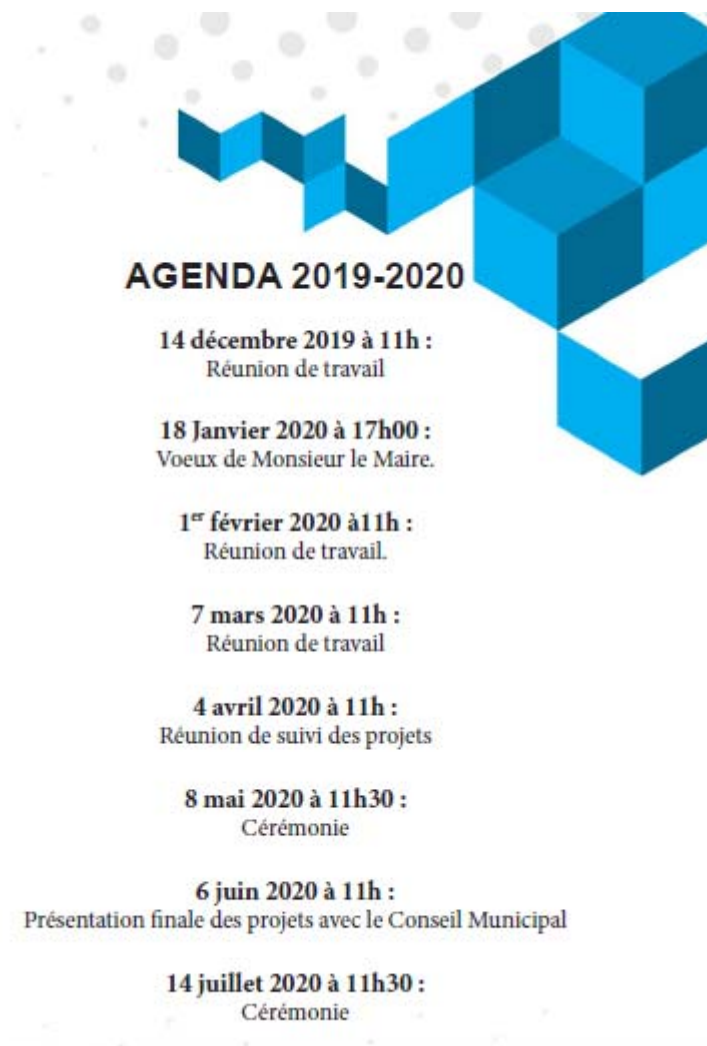 AGENDA 2019-2020
14 décembre 2019 à 11h :
Réunion de travail
18 Janvier 2020 à 17h00 :
Voeux de Monsieur le Maire.
1er février 2020 à11h :
Réunion de travail.
7 mars 2020 à 11h :
Réunion de travail
4 avril 2020 à 11h :
Réunion de suivi des projets
8 mai 2020 à 11h30 :
Cérémonie
6 juin 2020 à 11h :
Présentation finale des projets avec le Conseil Municipal
14 juillet 2020 à 11h30 :
Cérémonie